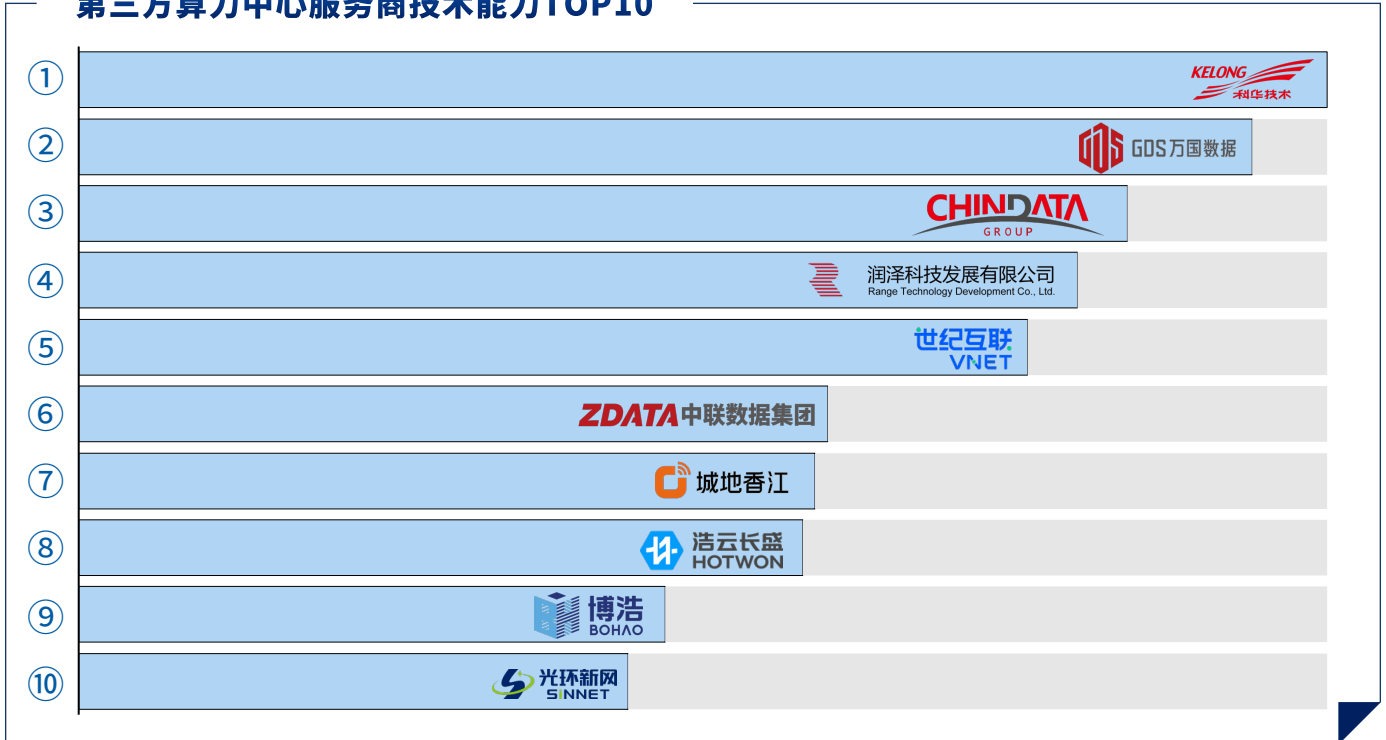 第三方算力中心服务商技术能力TOP10
① KELONG
科华技术
② GDS万国数据
③ CHINDATA
GROUP
④ 润泽科技发展有限公司
Range Technology Development Co., Ltd.
⑤ 世纪互联
VNET
⑥ ZDATA中联数据集团
⑦ 城地香江
⑧ 浩云长盛
HOTWON
⑨ 博浩
BOHAO
⑩ 光环新网
SINNET